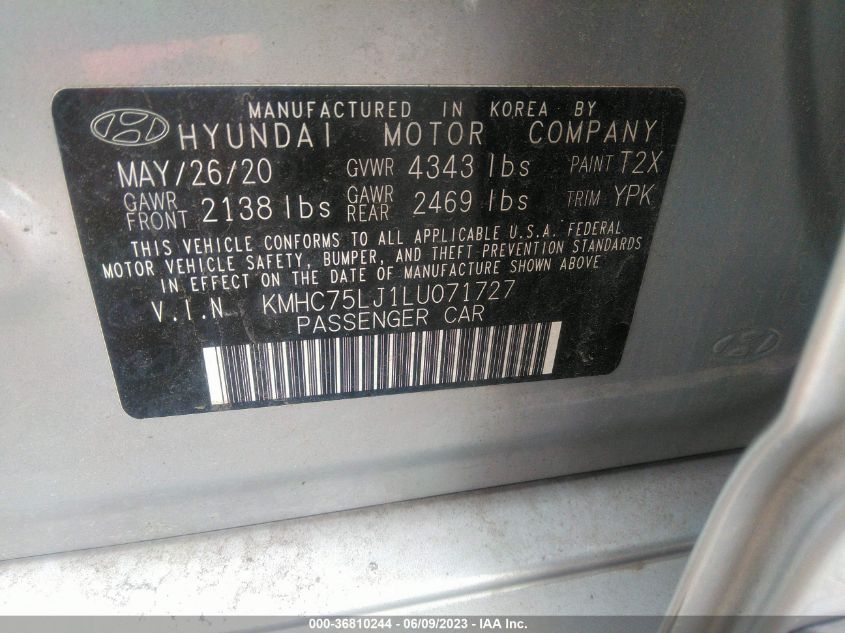 MANUFACTURED IN KOREA BY
HYUNDAI MOTOR COMPANY
MAY/26/20 GVWR 4343 lbs PAINT T2X
GAWR FRONT 2138 lbs GAWR REAR 2469 lbs TRIM YPK
THIS VEHICLE CONFORMS TO ALL APPLICABLE U.S.A. FEDERAL
MOTOR VEHICLE SAFETY, BUMPER, AND THEFT PREVENTION STANDARDS
IN EFFECT ON THE DATE OF MANUFACTURE SHOWN ABOVE.
V.I.N KMHC75LJ1LU071727
PASSENGER CAR
000-36810244 - 06/09/2023 - IAA Inc.